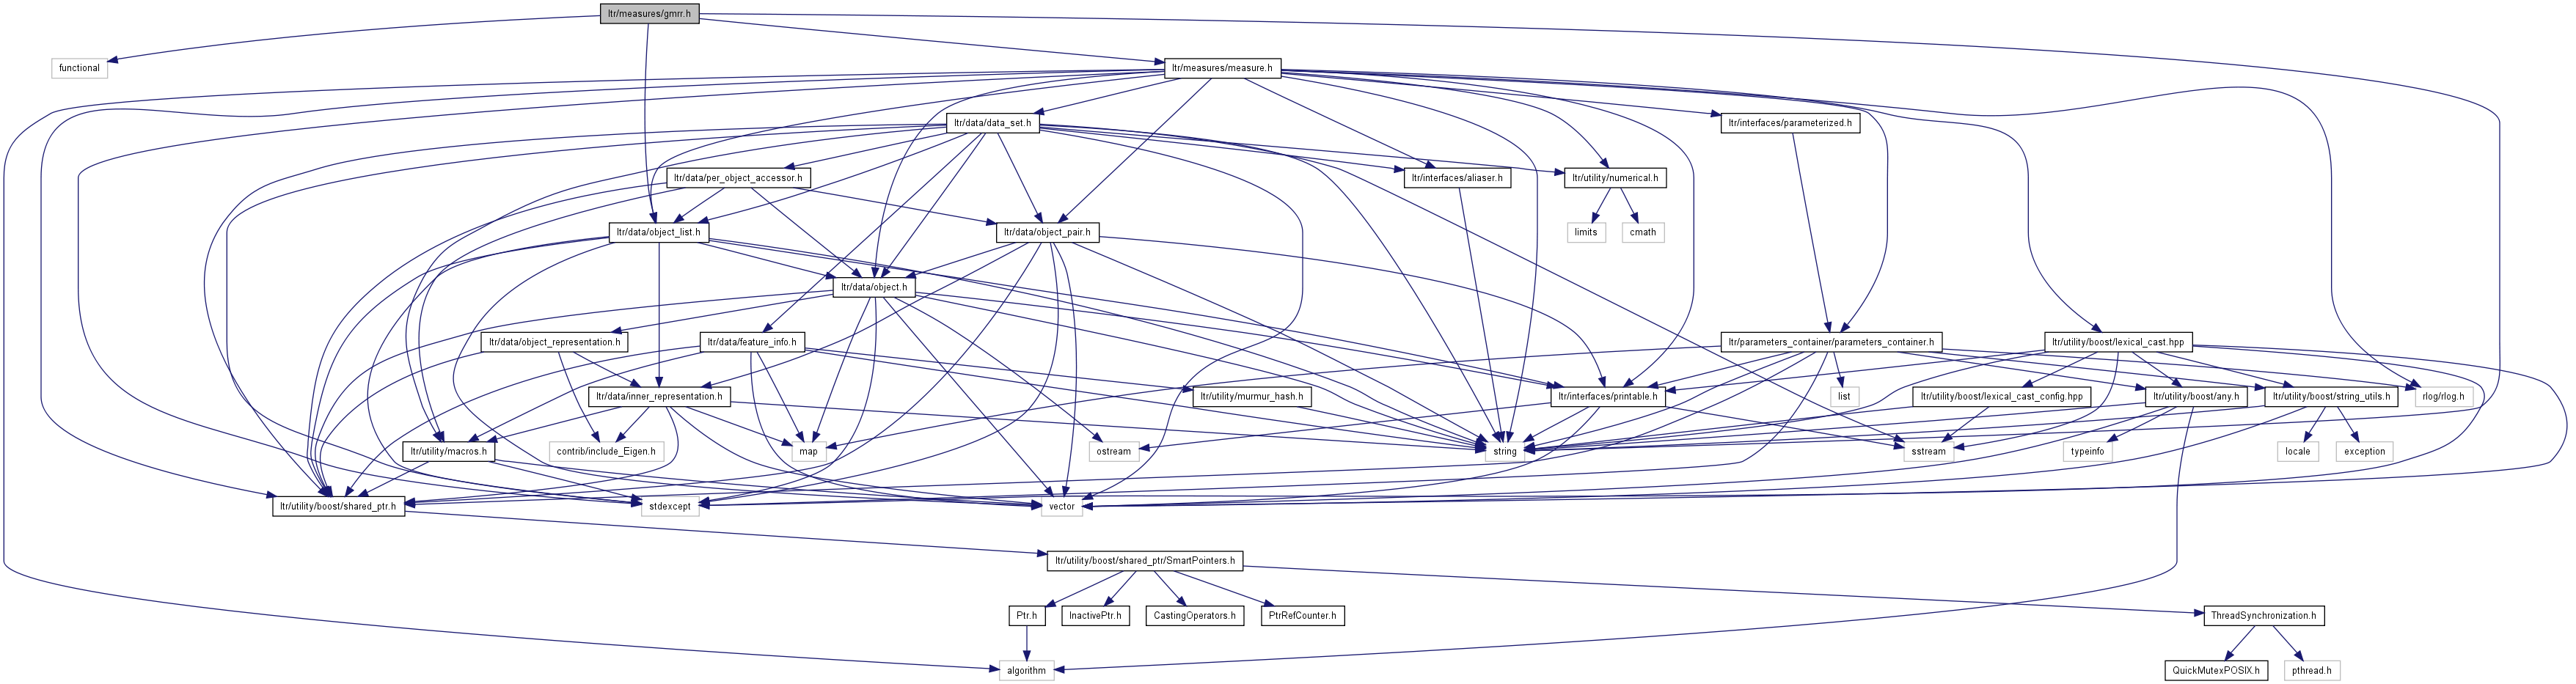 ltr/measures/gmrr.h
functional
ltr/measures/measure.h
ltr/data/data_set.h
ltr/interfaces/parameterized.h
ltr/data/per_object_accessor.h
ltr/interfaces/aliaser.h
ltr/utility/numerical.h
ltr/data/object_list.h
ltr/data/object_pair.h
limits
cmath
ltr/data/object.h
ltr/data/object_representation.h
ltr/data/feature_info.h
ltr/parameters_container/parameters_container.h
ltr/utility/boost/lexical_cast.hpp
ltr/data/inner_representation.h
ltr/utility/murmur_hash.h
ltr/interfaces/printable.h
list
ltr/utility/boost/lexical_cast_config.hpp
ltr/utility/boost/any.h
ltr/utility/boost/string_utils.h
rlog/rlog.h
ltr/utility/macros.h
contrib/include_Eigen.h
map
ostream
string
sstream
typeinfo
locale
exception
ltr/utility/boost/shared_ptr.h
stdexcept
vector
ltr/utility/boost/shared_ptr/SmartPointers.h
Ptr.h
InactivePtr.h
CastingOperators.h
PtrRefCounter.h
ThreadSynchronization.h
algorithm
QuickMutexPOSIX.h
pthread.h